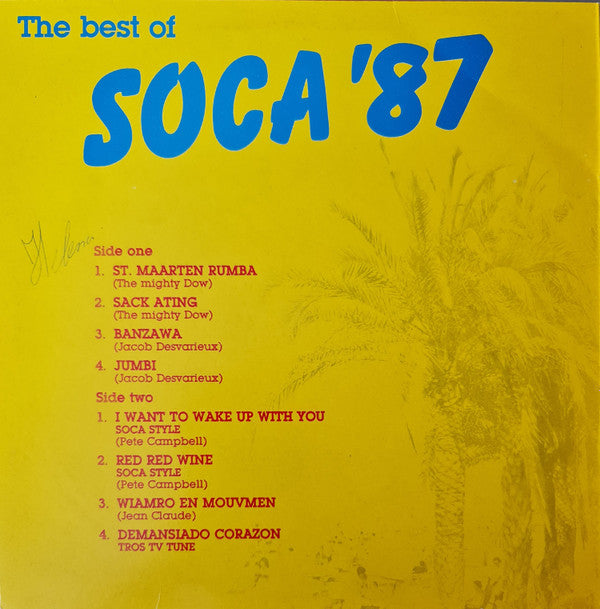 The best of
SOCA '87
Side one
1. ST. MAARTEN RUMBA
(The mighty Dow)
2. SACK ATING
(The mighty Dow)
3. BANZAWA
(Jacob Desvarieux)
4. JUMBI
(Jacob Desvarieux)
Side two
1. I WANT TO WAKE UP WITH YOU
SOCA STYLE
(Pete Campbell)
2. RED RED WINE
SOCA STYLE
(Pete Campbell)
3. WIAMRO EN MOUVMEN
(Jean Claude)
4. DEMANSIADO CORAZON
TROS TV TUNE